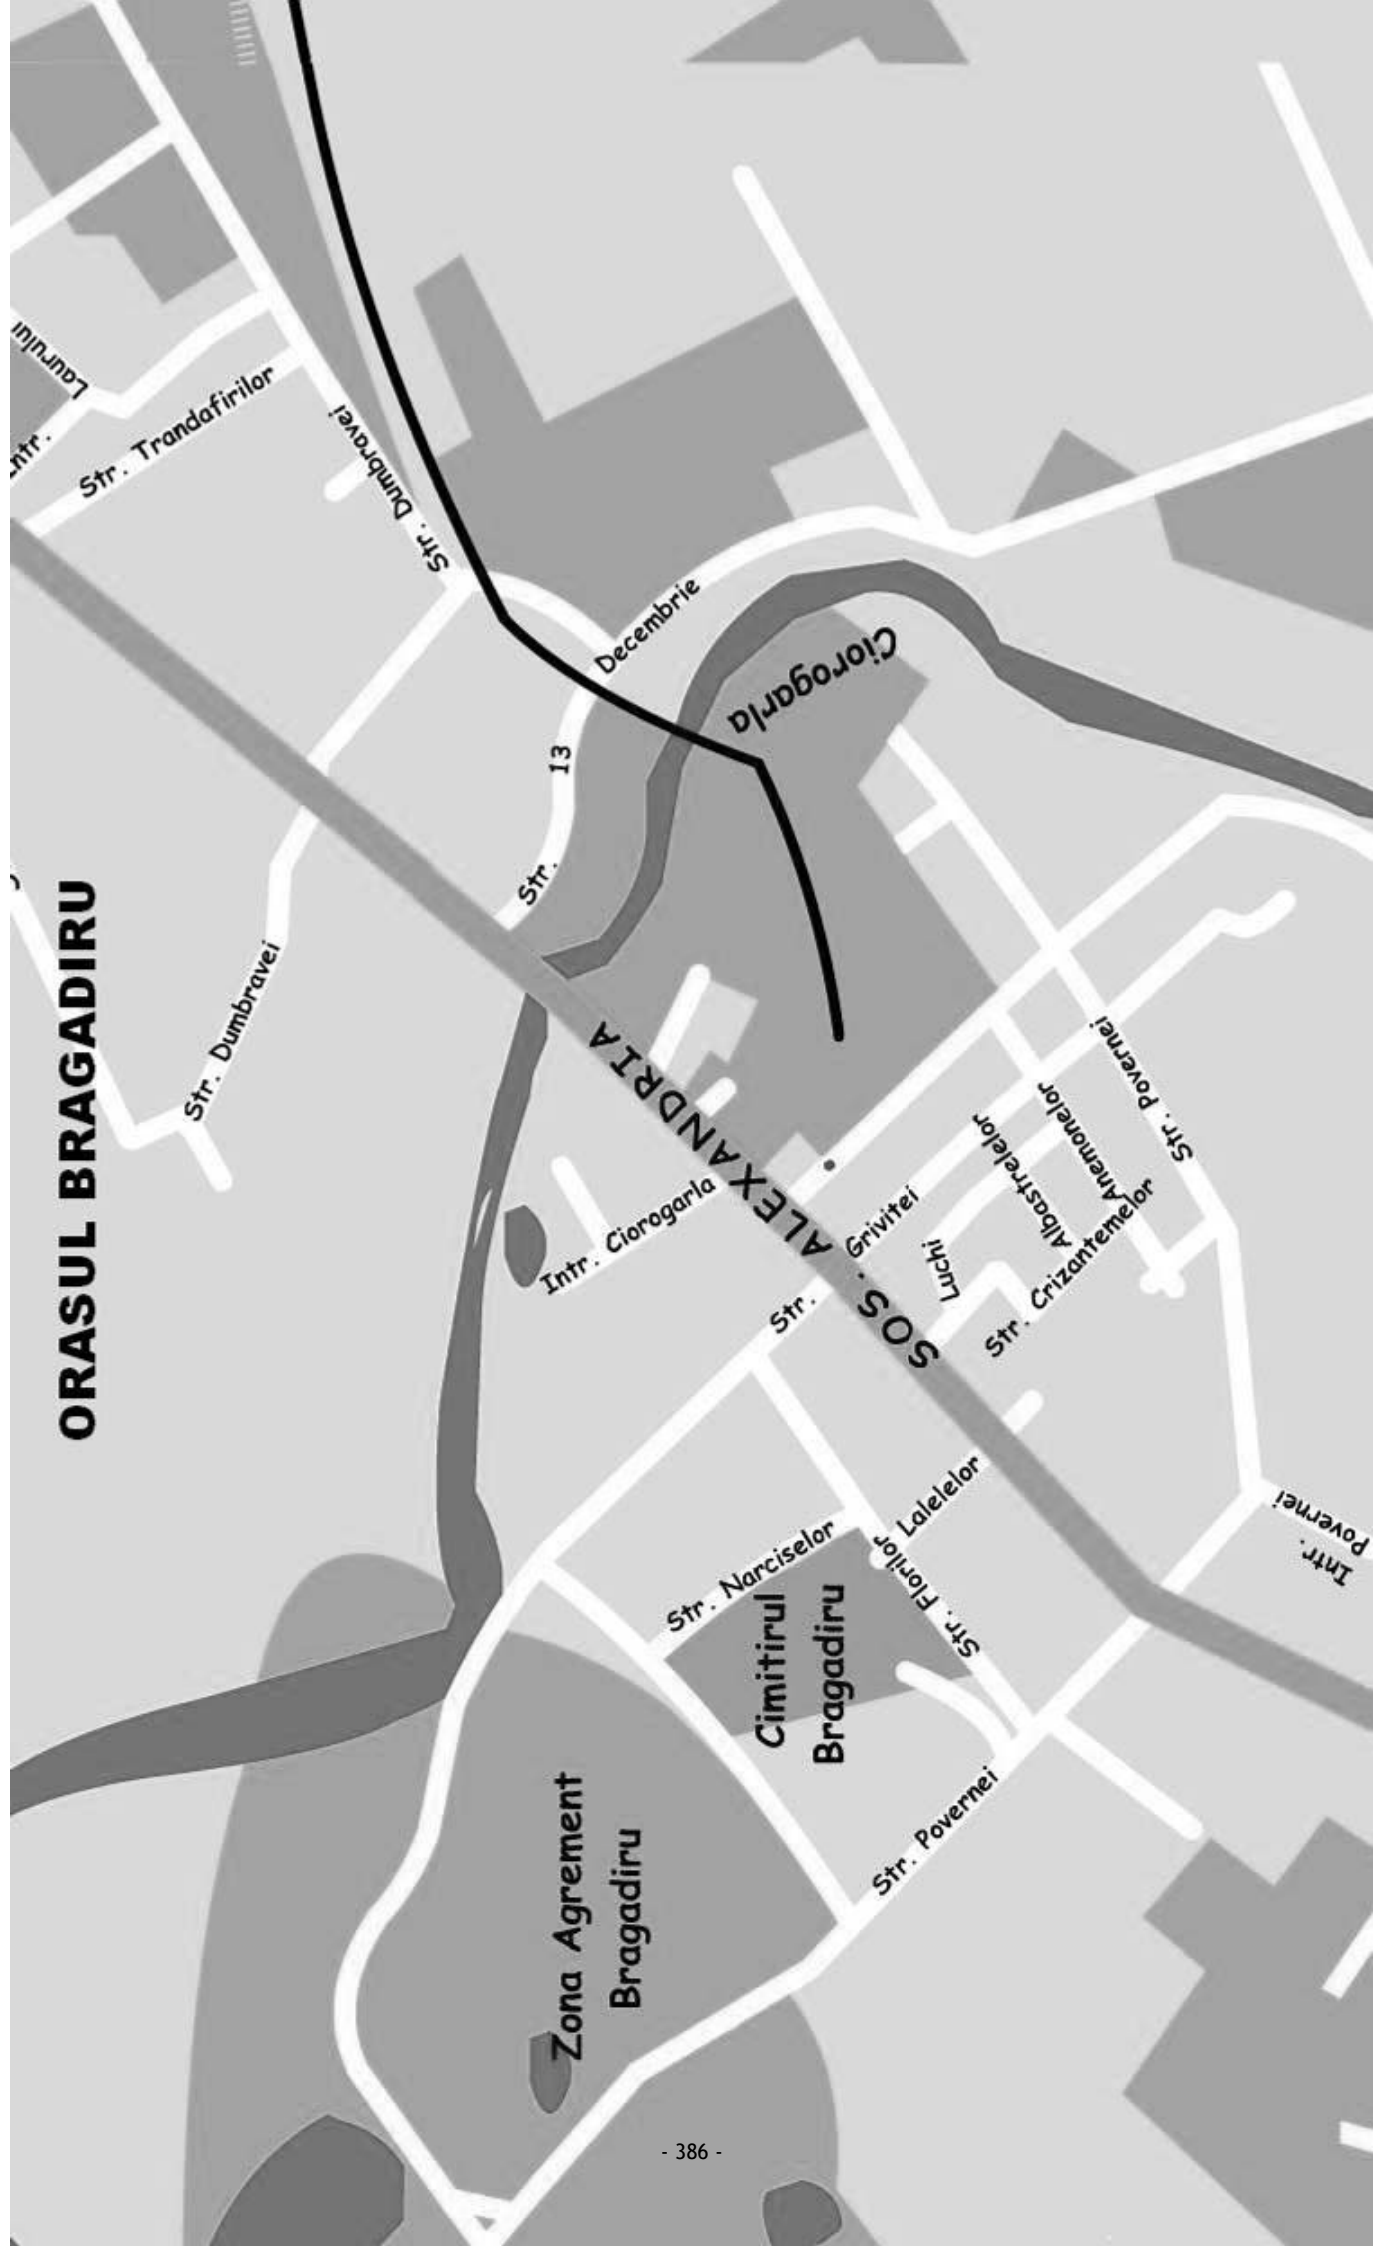 ORASUL BRAGADIRU
Laurului
Intr.
Str. Trandafirilor
Str. Dumbravei
Str. Dumbravei
Str. 13 Decembrie
Ciorogarla
SOS. ALEXANDRIA
Intr. Ciorogarla
Str. Grivitei
Luchi
Albastrelelor
Anemonelor
Str. Povernei
Str. Crizantemelor
Lalelelor
Str. Narciselor
Str. Florilor
Cimitirul
Bragadiru
Intr.
Povernei
Str. Povernei
Zona Agrement
Bragadiru
- 386 -